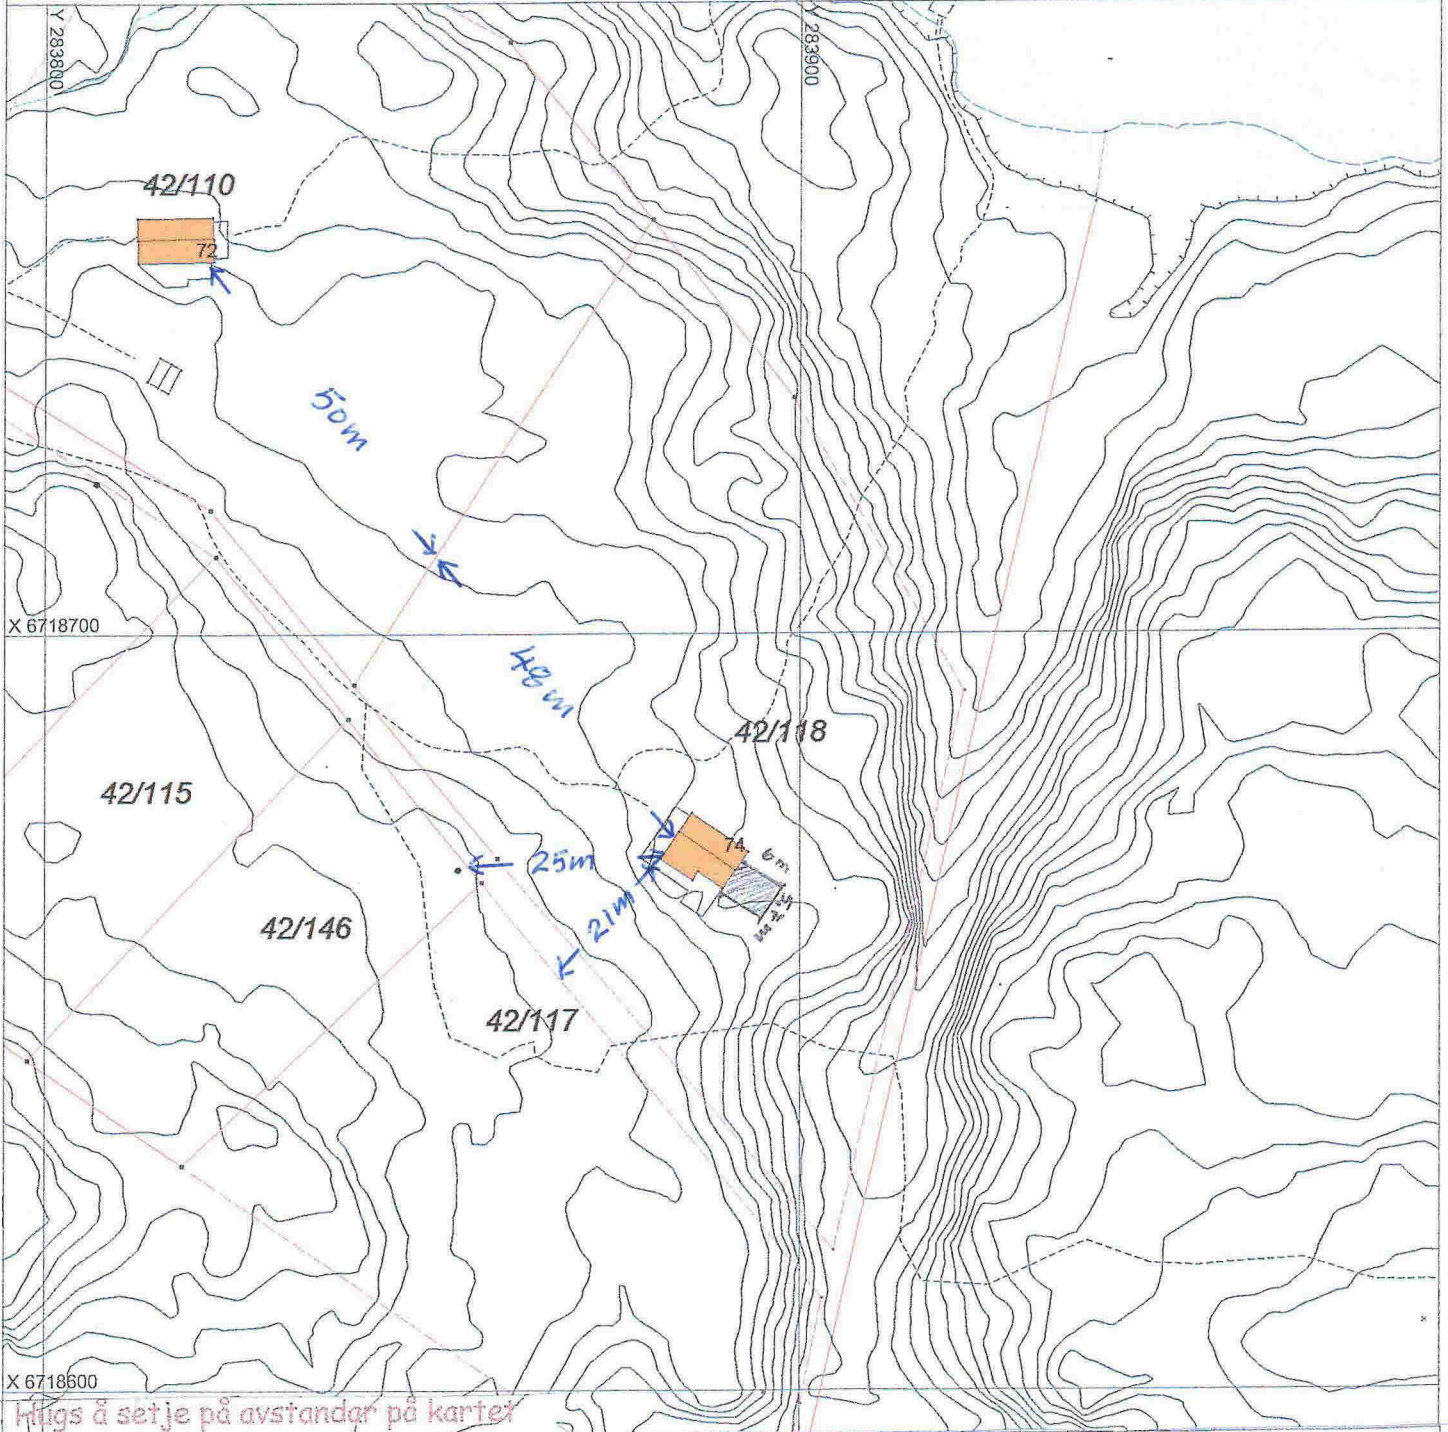 Y 283800
Y 283900
42/110
72
50m
X 6718700
48m
42/118
42/115
74
6m
25m
21m
42/146
42/117
X 6718600
Hugs å setje på avstandar på kartet